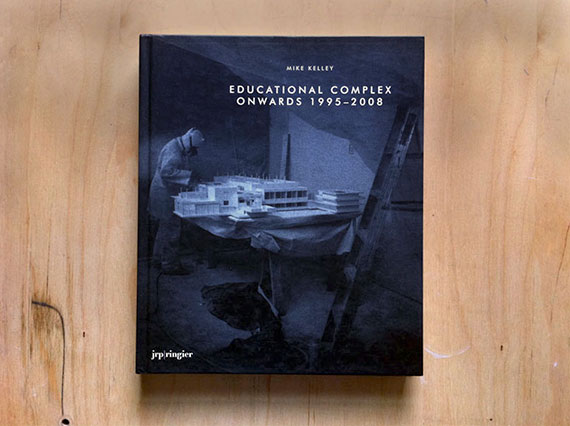 MIKE KELLEY
EDUCATIONAL COMPLEX
ONWARDS 1995–2008
jrp|ringier